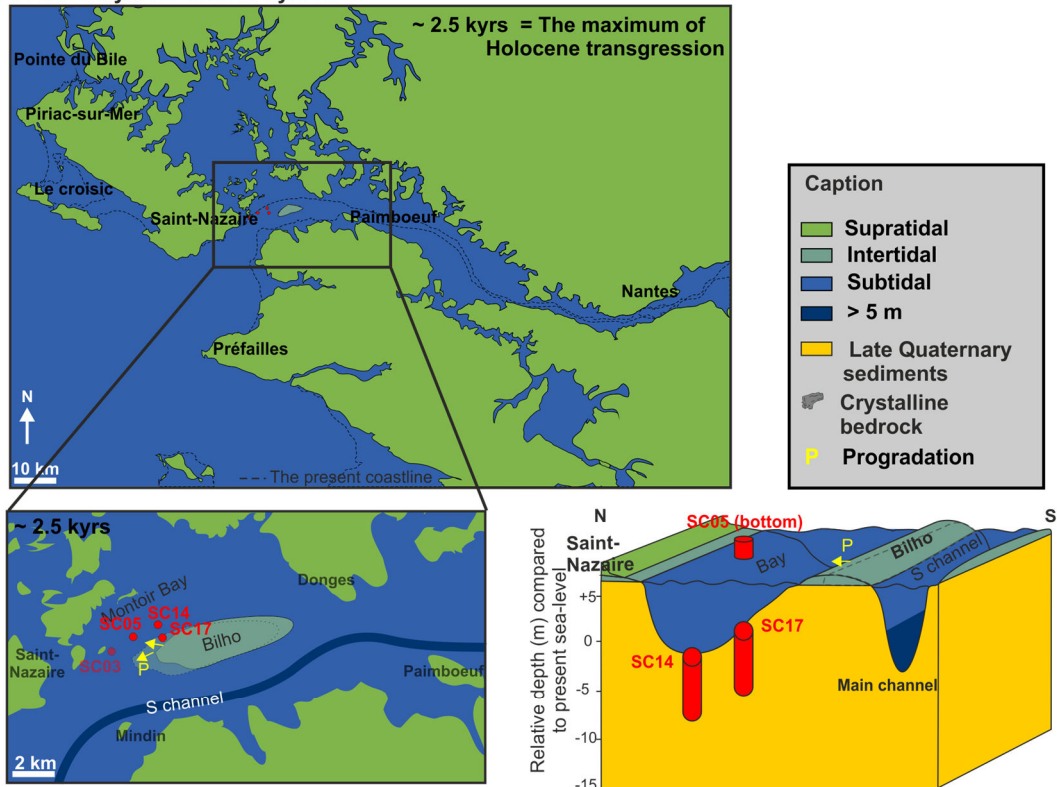 ~ 2.5 kyrs = The maximum of
Holocene transgression
Pointe du Bile
Piriac-sur-Mer
Le croisic
Saint-Nazaire
Paimboeuf
Nantes
Préfailles
N
10 km
The present coastline
Caption
Supratidal
Intertidal
Subtidal
> 5 m
Late Quaternary
sediments
Crystalline
bedrock
P Progradation
~ 2.5 kyrs
Donges
Montoir Bay
SC14
SC05
SC17
Bilho
SC03
Saint-
Nazaire
P
Paimboeuf
S channel
Mindin
2 km
N
S
SC05 (bottom)
Saint-
Nazaire
P
Bilho
Bay
S channel
+5
0
-5
-10
-15
SC17
SC14
Main channel
Relative depth (m) compared
to present sea-level